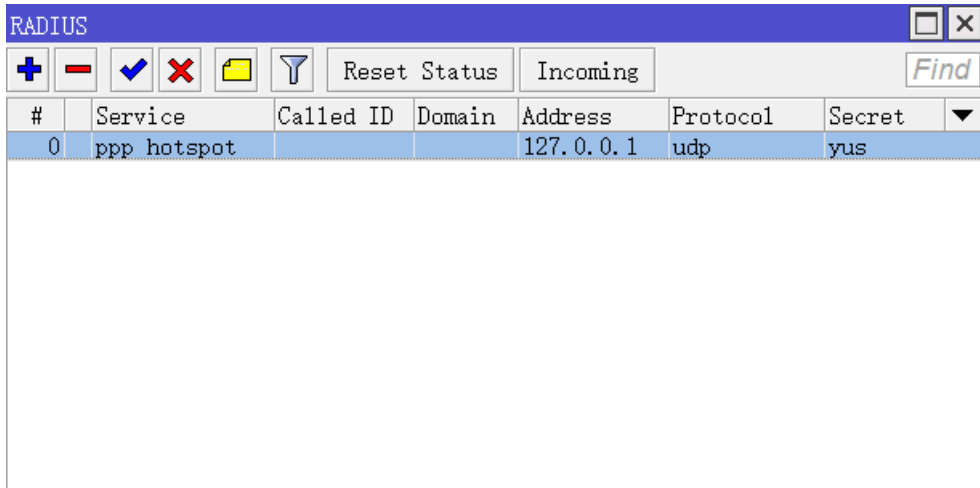 RADIUS
Reset Status Incoming Find
# Service Called ID Domain Address Protocol Secret
0 ppp hotspot 127.0.0.1 udp yus